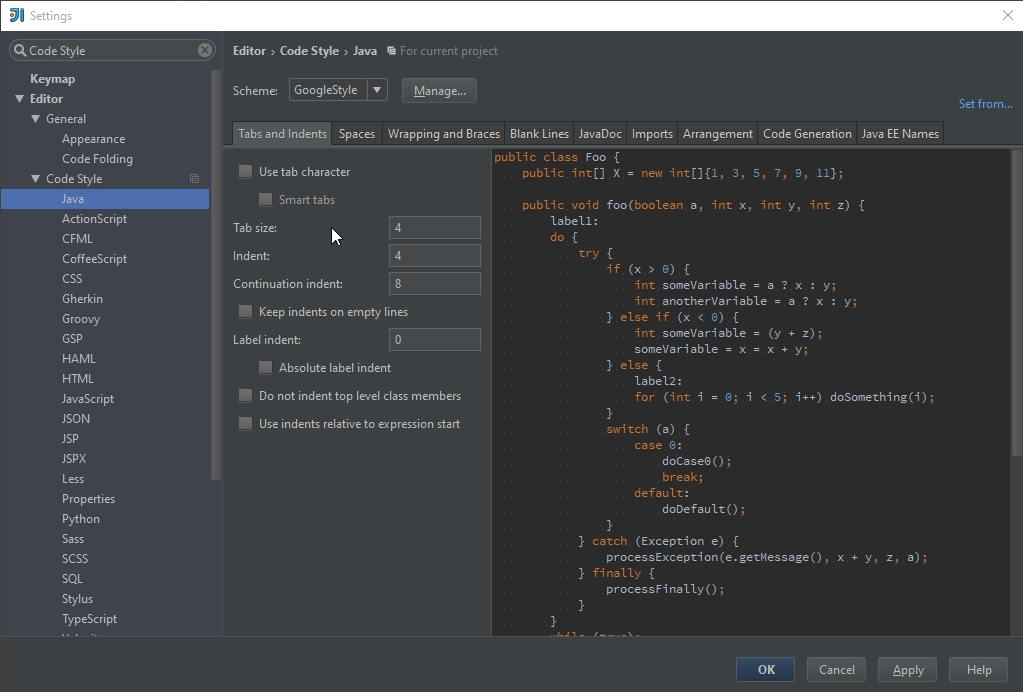 Settings
Code Style
Keymap
Editor
General
Appearance
Code Folding
Code Style
Java
ActionScript
CFML
CoffeeScript
CSS
Gherkin
Groovy
GSP
HAML
HTML
JavaScript
JSON
JSP
JSPX
Less
Properties
Python
Sass
SCSS
SQL
Stylus
TypeScript
Editor › Code Style › Java For current project
Scheme: GoogleStyle Manage...
Set from...
Tabs and Indents Spaces Wrapping and Braces Blank Lines JavaDoc Imports Arrangement Code Generation Java EE Names
Use tab character
Smart tabs
Tab size: 4
Indent: 4
Continuation indent: 8
Keep indents on empty lines
Label indent: 0
Absolute label indent
Do not indent top level class members
Use indents relative to expression start
public class Foo {
public int[] X = new int[]{1, 3, 5, 7, 9, 11};
public void foo(boolean a, int x, int y, int z) {
label1:
do {
try {
if (x > 0) {
int someVariable = a ? x : y;
int anotherVariable = a ? x : y;
} else if (x < 0) {
int someVariable = (y + z);
someVariable = x = x + y;
} else {
label2:
for (int i = 0; i < 5; i++) doSomething(i);
}
switch (a) {
case 0:
doCase0();
break;
default:
doDefault();
}
} catch (Exception e) {
processException(e.getMessage(), x + y, z, a);
} finally {
processFinally();
}
}
while (true);
OK Cancel Apply Help